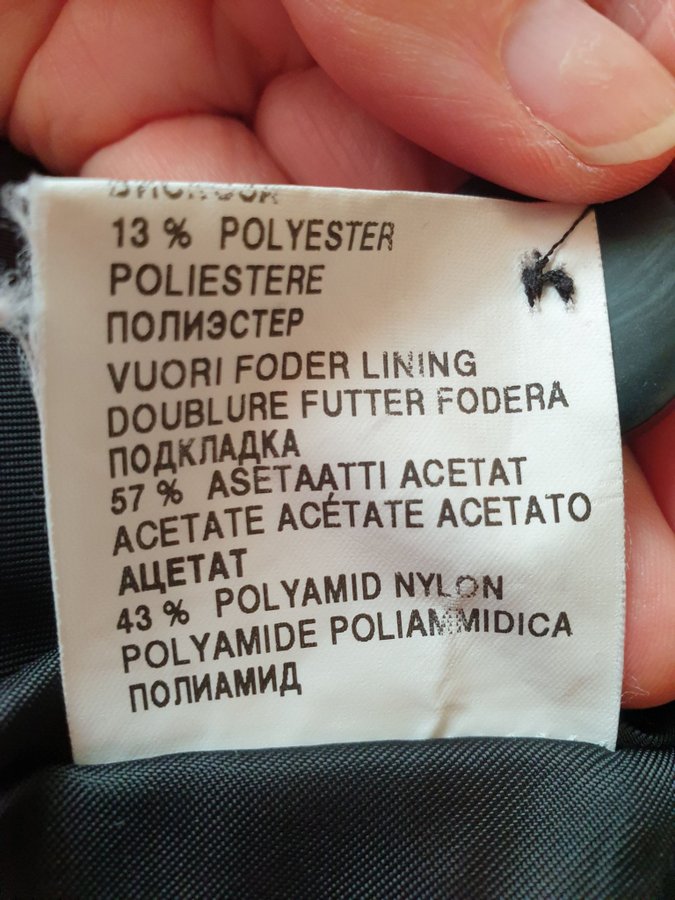 13 % POLYESTER
POLIESTERE
ПОЛИЭСТЕР
VUORI FODER LINING
DOUBLURE FUTTER FODERA
ПОДКЛАДКА
57 % ASETAATTI ACETAT
ACETATE ACÉTATE ACETATO
АЦЕТАТ
43 % POLYAMID NYLON
POLYAMIDE POLIAMMIDICA
ПОЛИАМИД